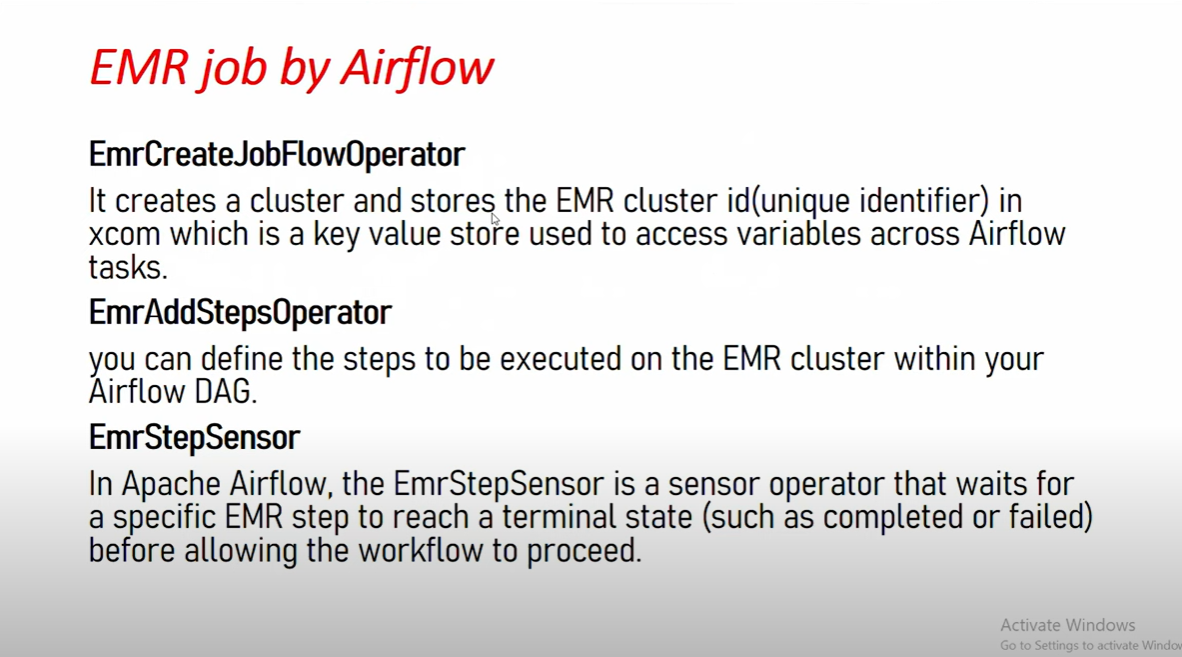 EMR job by Airflow
EmrCreateJobFlowOperator
It creates a cluster and stores the EMR cluster id(unique identifier) in
xcom which is a key value store used to access variables across Airflow
tasks.
EmrAddStepsOperator
you can define the steps to be executed on the EMR cluster within your
Airflow DAG.
EmrStepSensor
In Apache Airflow, the EmrStepSensor is a sensor operator that waits for
a specific EMR step to reach a terminal state (such as completed or failed)
before allowing the workflow to proceed.
Activate Windows
Go to Settings to activate Window